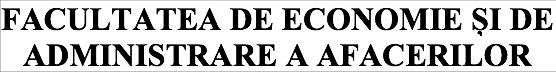 FACULTATEA DE ECONOMIE ȘI DE
ADMINISTRARE A AFACERILOR